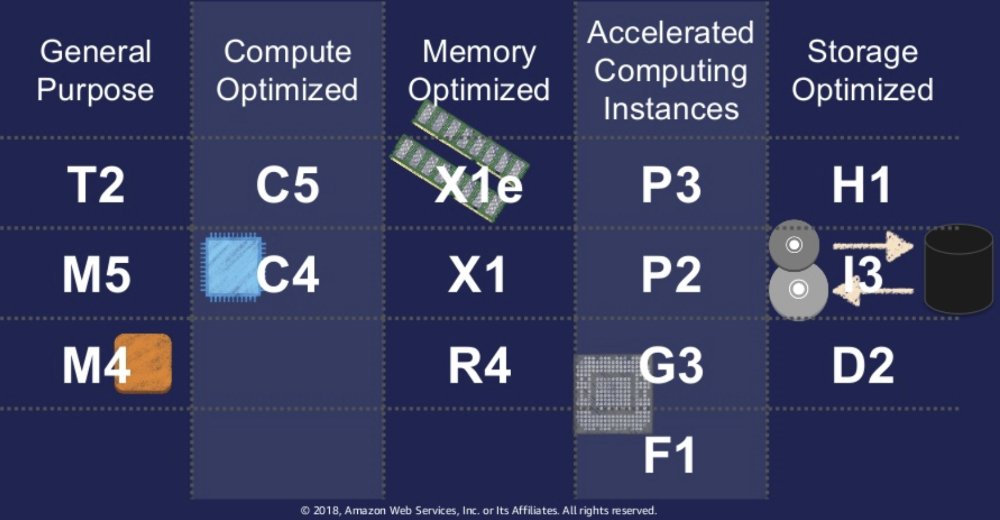 General
Purpose
Compute
Optimized
Memory
Optimized
Accelerated
Computing
Instances
Storage
Optimized
T2
C5
X1e
P3
H1
M5
C4
X1
P2
I3
M4
R4
G3
D2
F1
© 2018, Amazon Web Services, Inc. or Its Affiliates. All rights reserved.